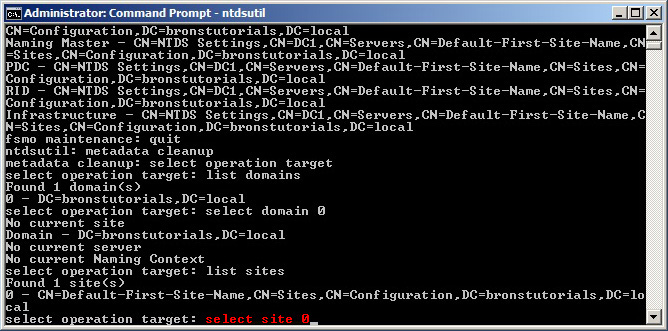 Administrator: Command Prompt - ntdsutil
CN=Configuration,DC=bronstutorials,DC=local
Naming Master - CN=NTDS Settings,CN=DC1,CN=Servers,CN=Default-First-Site-Name,CN
=Sites,CN=Configuration,DC=bronstutorials,DC=local
PDC - CN=NTDS Settings,CN=DC1,CN=Servers,CN=Default-First-Site-Name,CN=Sites,CN=
Configuration,DC=bronstutorials,DC=local
RID - CN=NTDS Settings,CN=DC1,CN=Servers,CN=Default-First-Site-Name,CN=Sites,CN=
Configuration,DC=bronstutorials,DC=local
Infrastructure - CN=NTDS Settings,CN=DC1,CN=Servers,CN=Default-First-Site-Name,C
N=Sites,CN=Configuration,DC=bronstutorials,DC=local
fsmo maintenance: quit
ntdsutil: metadata cleanup
metadata cleanup: select operation target
select operation target: list domains
Found 1 domain(s)
0 - DC=bronstutorials,DC=local
select operation target: select domain 0
No current site
Domain - DC=bronstutorials,DC=local
No current server
No current Naming Context
select operation target: list sites
Found 1 site(s)
0 - CN=Default-First-Site-Name,CN=Sites,CN=Configuration,DC=bronstutorials,DC=lo
cal
select operation target: select site 0_